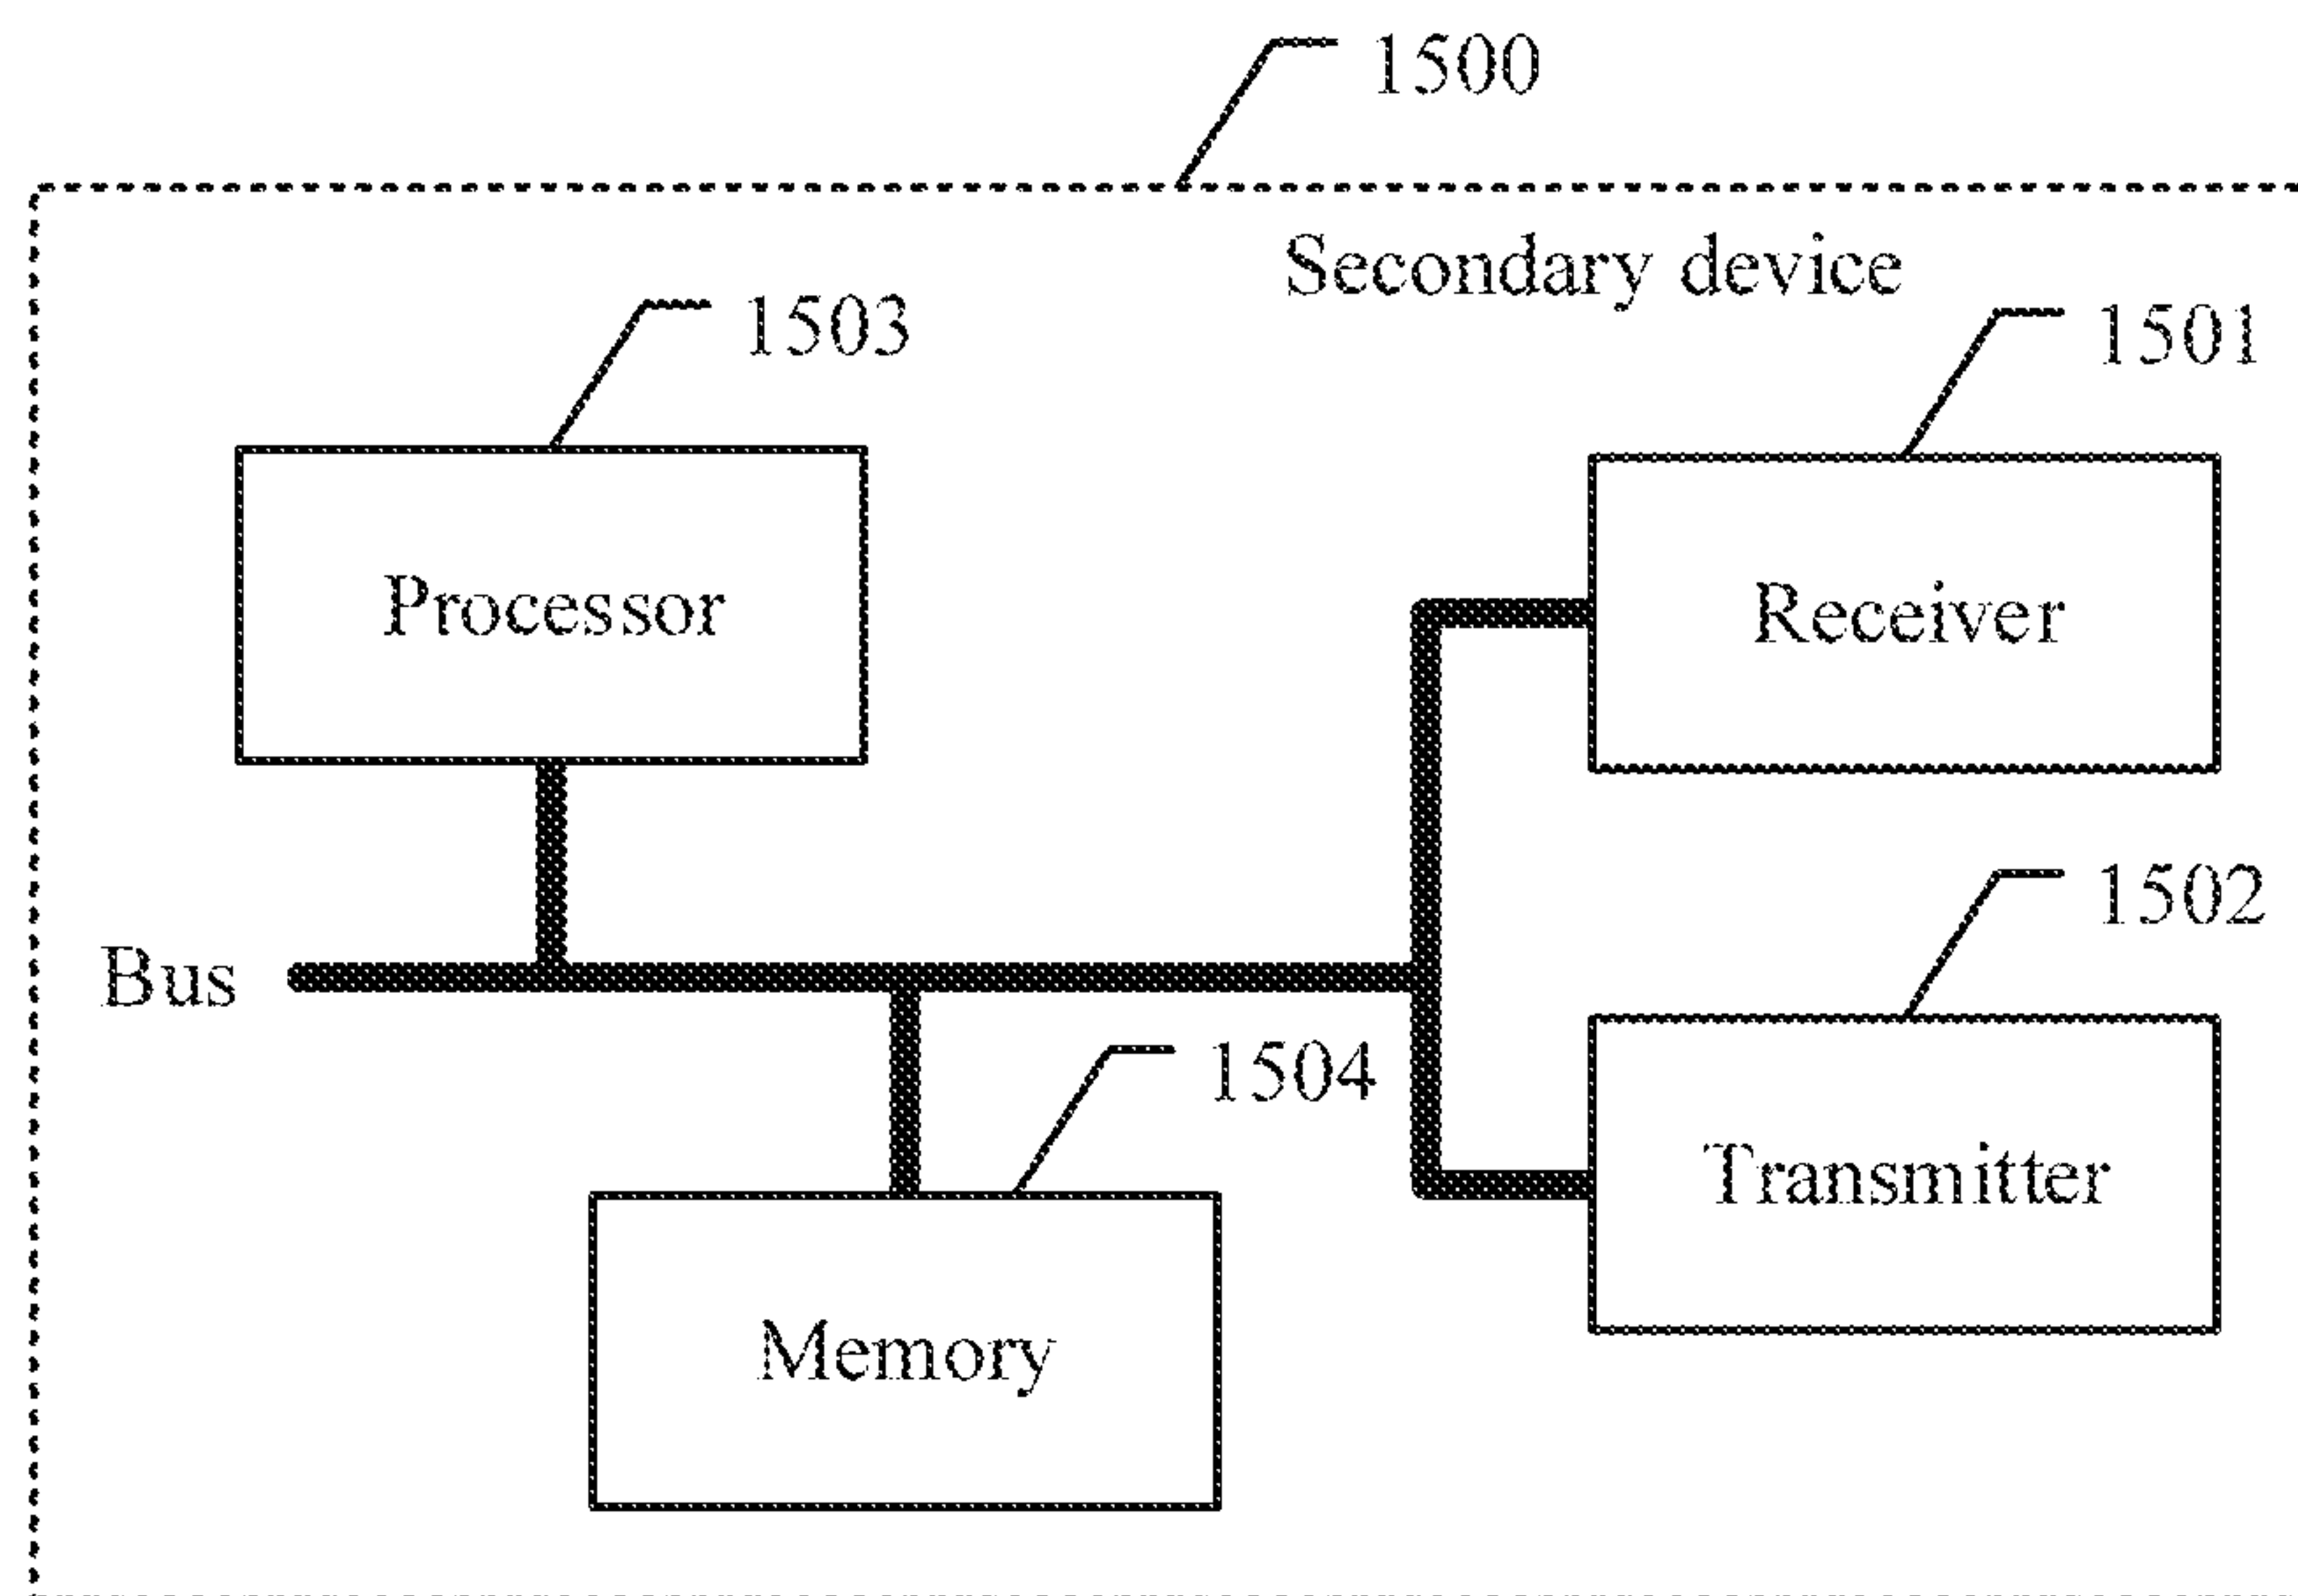 1500
Secondary device
1503
1501
Processor
Receiver
1502
Bus
1504
Transmitter
Memory